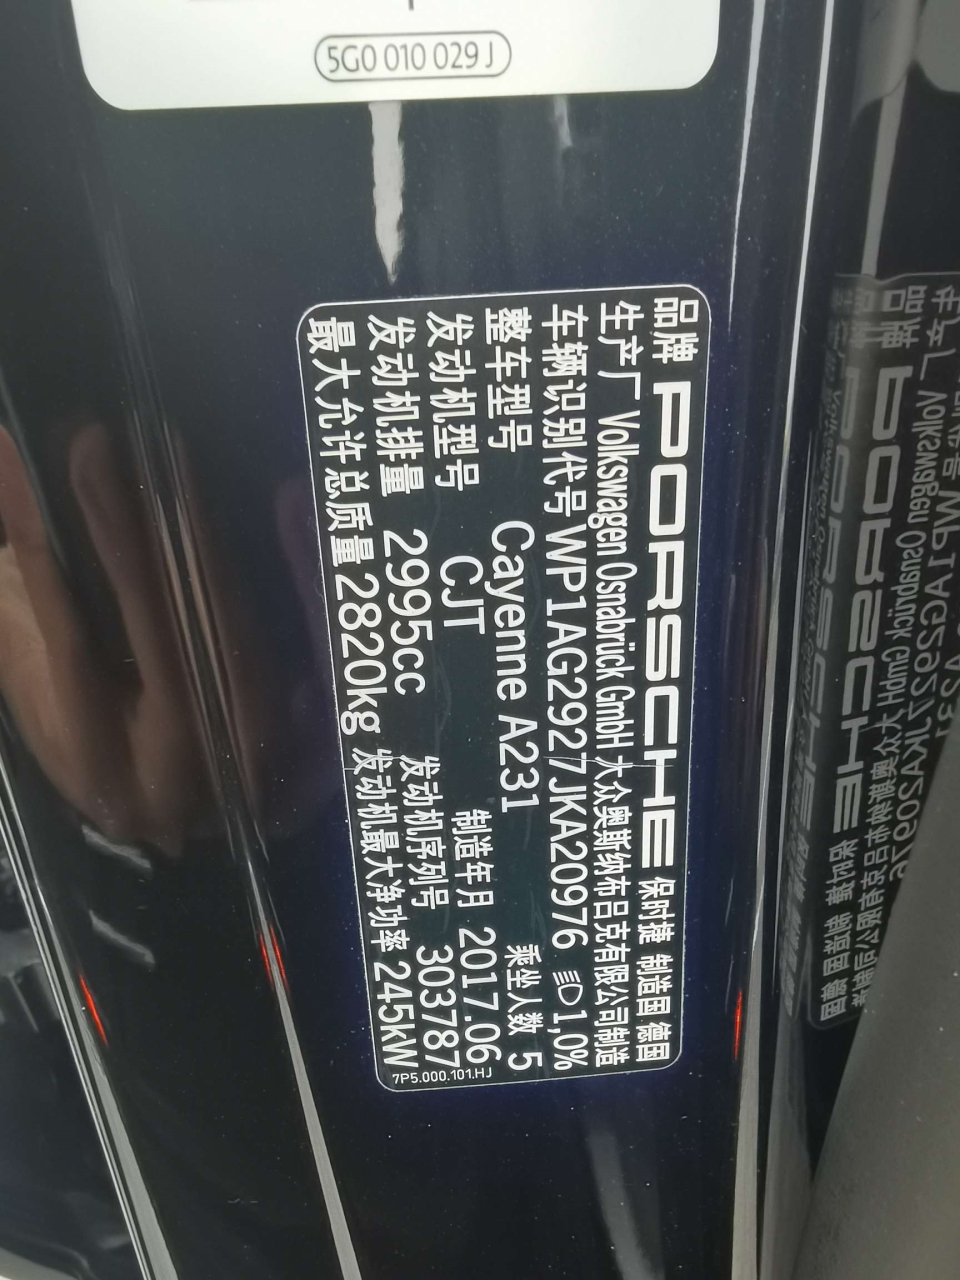 5G0 010 029 J
品牌 PORSCHE 保时捷 制造国 德国
生产厂 Volkswagen Osnabrück GmbH 大众奥斯纳布吕克有限公司制造
车辆识别代号 WP1AG2927JKA20976 1,0%
整车型号 Cayenne A231 乘坐人数 5
发动机型号 CJT 制造年月 2017.06
发动机排量 2995cc 发动机序列号 303787
最大允许总质量 2820kg 发动机最大净功率 245kW
7P5.000.101.HJ